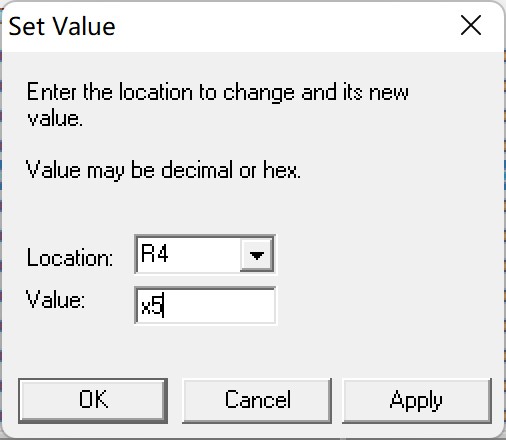 Set Value
Enter the location to change and its new
value.
Value may be decimal or hex.
Location: R4
Value: x5
OK Cancel Apply